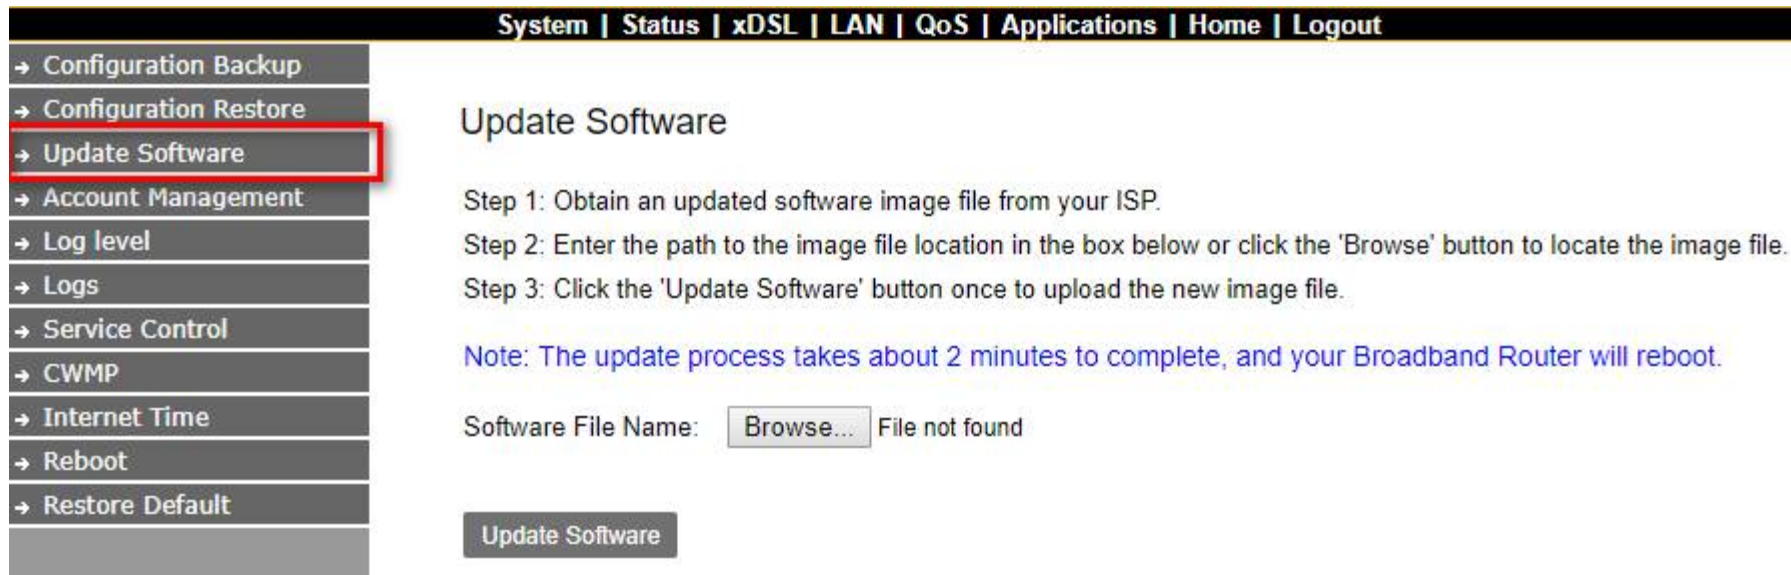 System | Status | xDSL | LAN | QoS | Applications | Home | Logout
→ Configuration Backup
→ Configuration Restore
→ Update Software
→ Account Management
→ Log level
→ Logs
→ Service Control
→ CWMP
→ Internet Time
→ Reboot
→ Restore Default
Update Software
Step 1: Obtain an updated software image file from your ISP.
Step 2: Enter the path to the image file location in the box below or click the 'Browse' button to locate the image file.
Step 3: Click the 'Update Software' button once to upload the new image file.
Note: The update process takes about 2 minutes to complete, and your Broadband Router will reboot.
Software File Name: Browse... File not found
Update Software